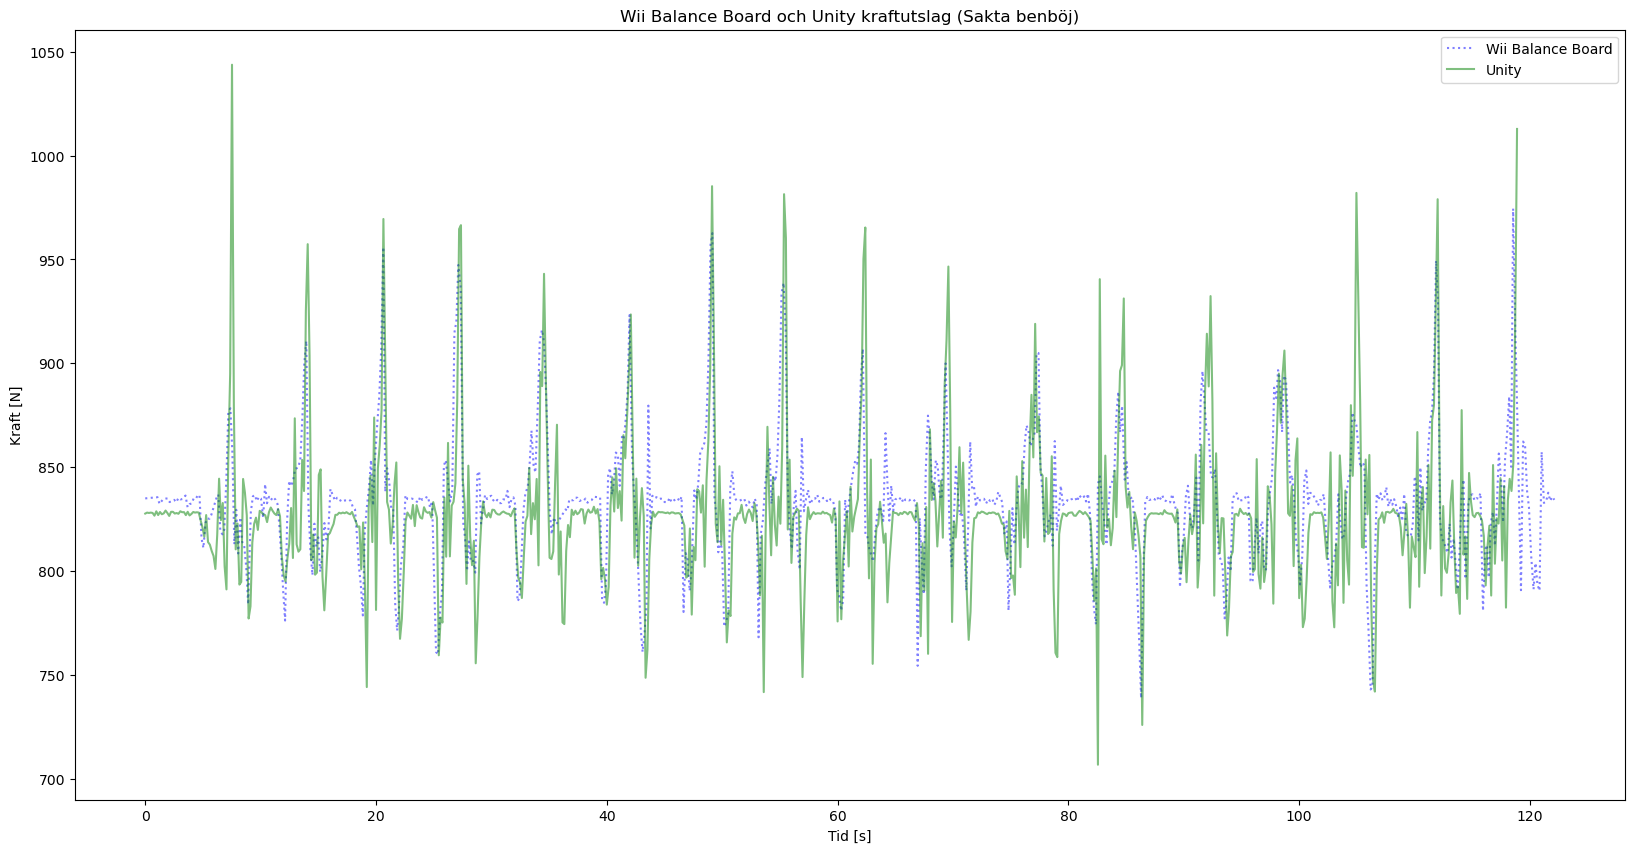 Wii Balance Board och Unity kraftutslag (Sakta benböj)
Wii Balance Board
Unity
Kraft [N]
1050
1000
950
900
850
800
750
700
0 20 40 60 80 100 120
Tid [s]